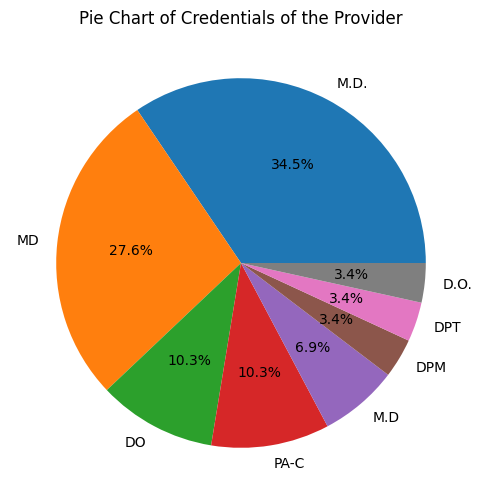 Pie Chart of Credentials of the Provider
M.D.
34.5%
MD
27.6%
DO
10.3%
PA-C
10.3%
M.D
6.9%
DPM
3.4%
DPT
3.4%
D.O.
3.4%